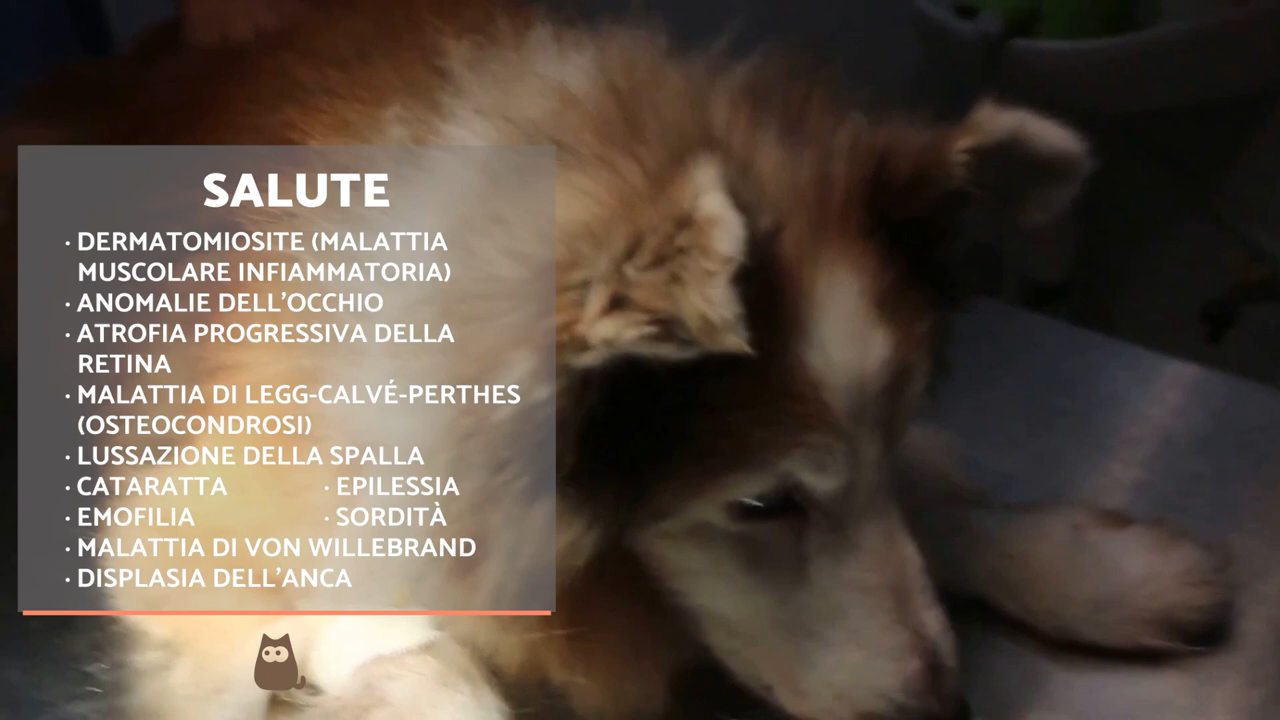 SALUTE
· DERMATOMIOSITE (MALATTIA
MUSCOLARE INFIAMMATORIA)
· ANOMALIE DELL'OCCHIO
· ATROFIA PROGRESSIVA DELLA
RETINA
· MALATTIA DI LEGG-CALVÉ-PERTHES
(OSTEOCONDROSI)
· LUSSAZIONE DELLA SPALLA
· CATARATTA · EPILESSIA
· EMOFILIA · SORDITÀ
· MALATTIA DI VON WILLEBRAND
· DISPLASIA DELL'ANCA